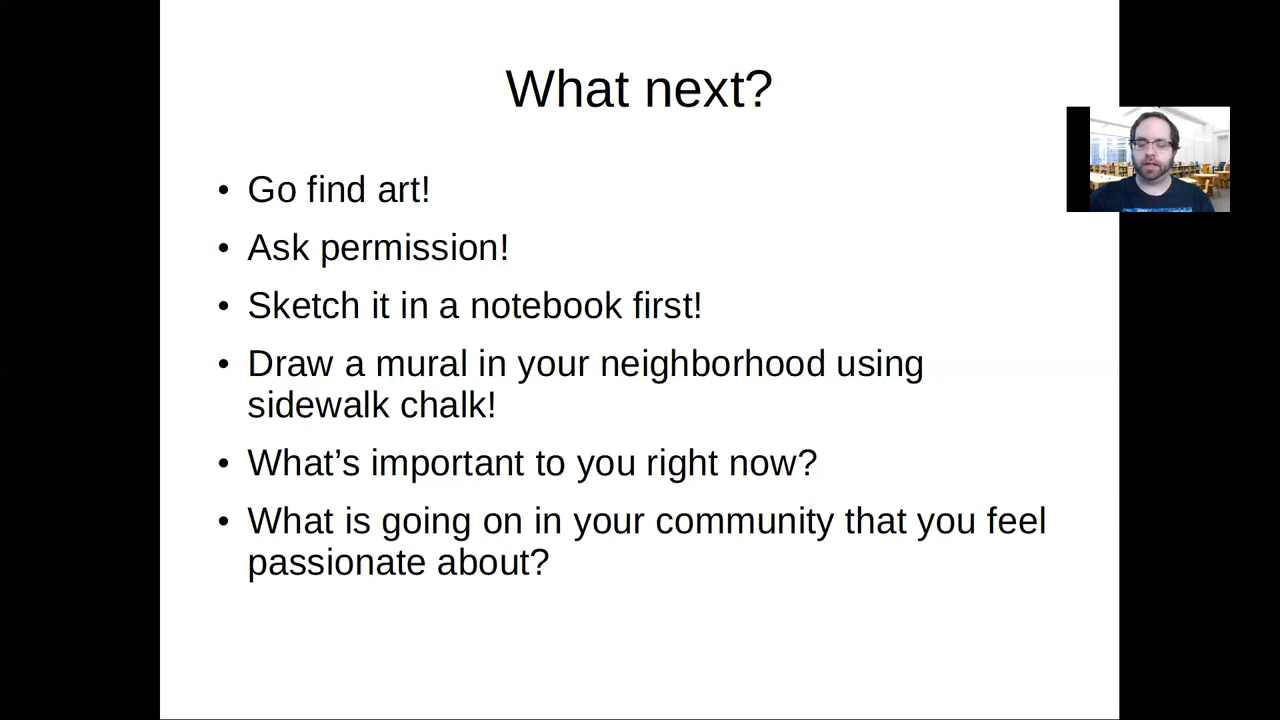 What next?
• Go find art!
• Ask permission!
• Sketch it in a notebook first!
• Draw a mural in your neighborhood using
sidewalk chalk!
• What’s important to you right now?
• What is going on in your community that you feel
passionate about?